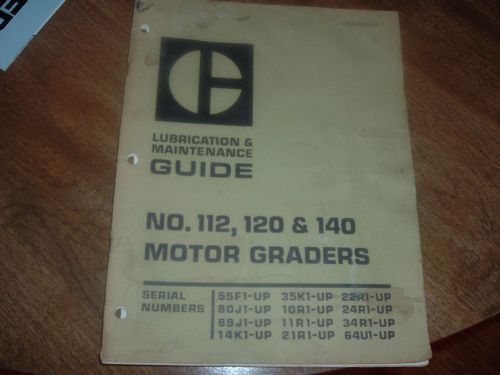 LUBRICATION &
MAINTENANCE
GUIDE
NO. 112, 120 & 140
MOTOR GRADERS
SERIAL
NUMBERS
55F1-UP 35K1-UP 22R1-UP
80J1-UP 10R1-UP 24R1-UP
89J1-UP 11R1-UP 34R1-UP
14K1-UP 21R1-UP 64U1-UP